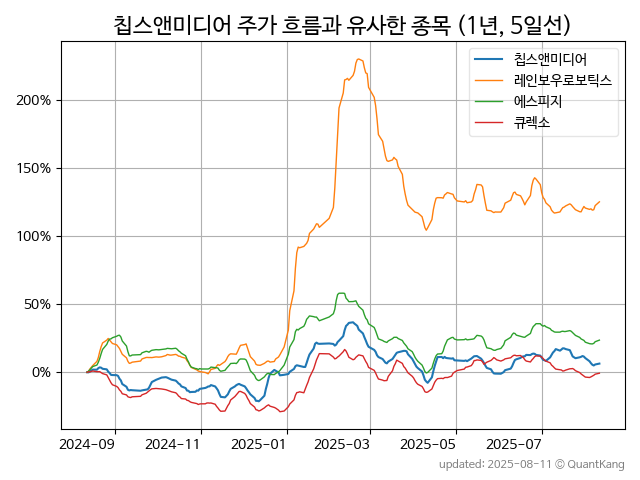 칩스앤미디어 주가 흐름과 유사한 종목 (1년, 5일선)
칩스앤미디어
레인보우로보틱스
에스피지
큐렉소
200%
150%
100%
50%
0%
2024-09
2024-11
2025-01
2025-03
2025-05
2025-07
updated: 2025-08-11 © QuantKang